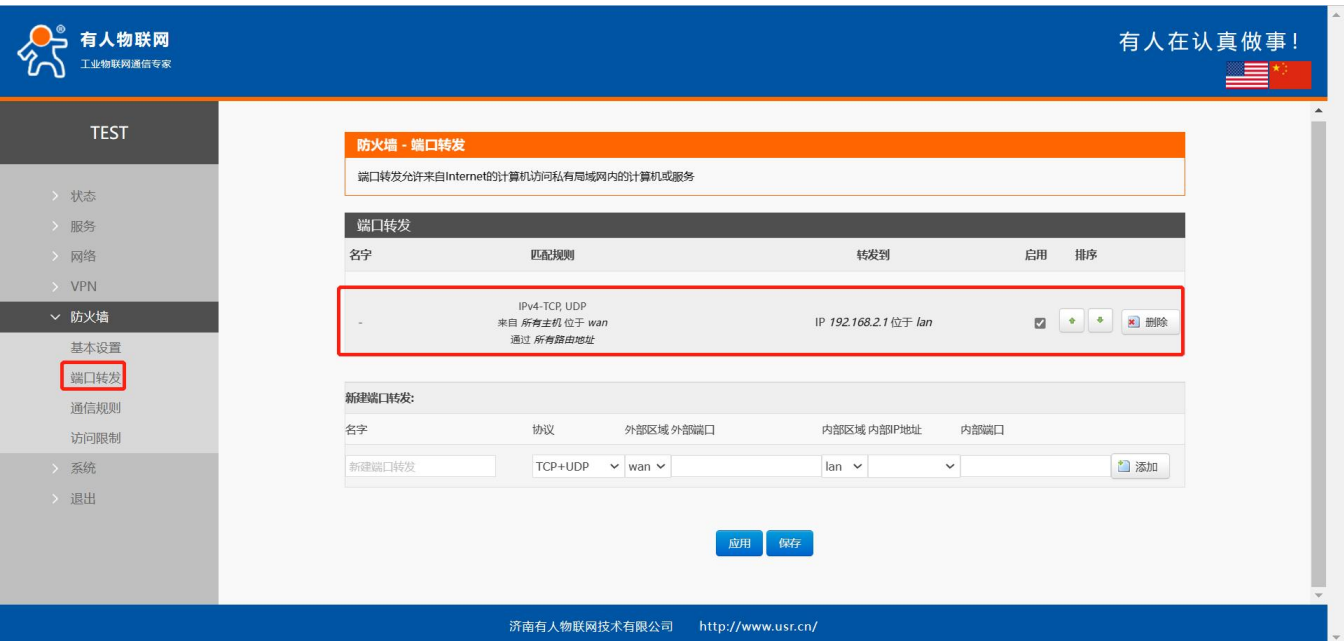 有人物联网
工业物联网通信专家
有人在认真做事!
TEST
状态
服务
网络
VPN
防火墙
基本设置
端口转发
通信规则
访问限制
系统
退出
防火墙 - 端口转发
端口转发允许来自Internet的计算机访问私有局域网内的计算机或服务
端口转发
名字 匹配规则 转发到 启用 排序
IPv4-TCP, UDP
- 来自 所有主机 位于 wan IP 192.168.2.1 位于 lan 删除
通过 所有路由地址
新建端口转发:
名字 协议 外部区域 外部端口 内部区域 内部IP地址 内部端口
新建端口转发 TCP+UDP wan lan 添加
应用 保存
济南有人物联网技术有限公司 http://www.usr.cn/